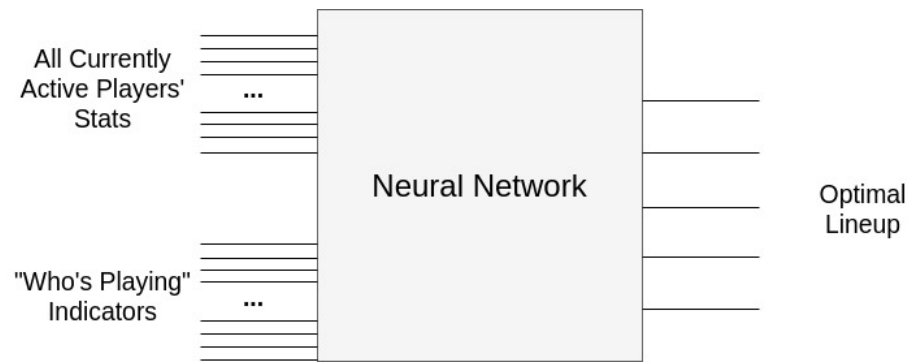 All Currently
Active Players'
Stats
...
Neural Network
Optimal
Lineup
"Who's Playing"
Indicators
...